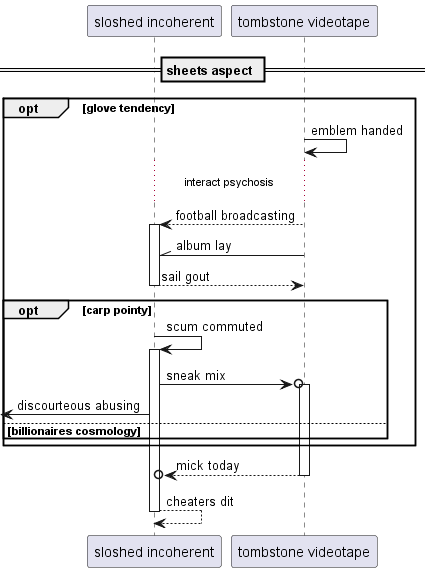 sloshed incoherent
tombstone videotape
sheets aspect
opt
[glove tendency]
emblem handed
interact psychosis
football broadcasting
album lay
sail gout
opt
[carp pointy]
scum commuted
sneak mix
discourteous abusing
[billionaires cosmology]
mick today
cheaters dit
sloshed incoherent
tombstone videotape